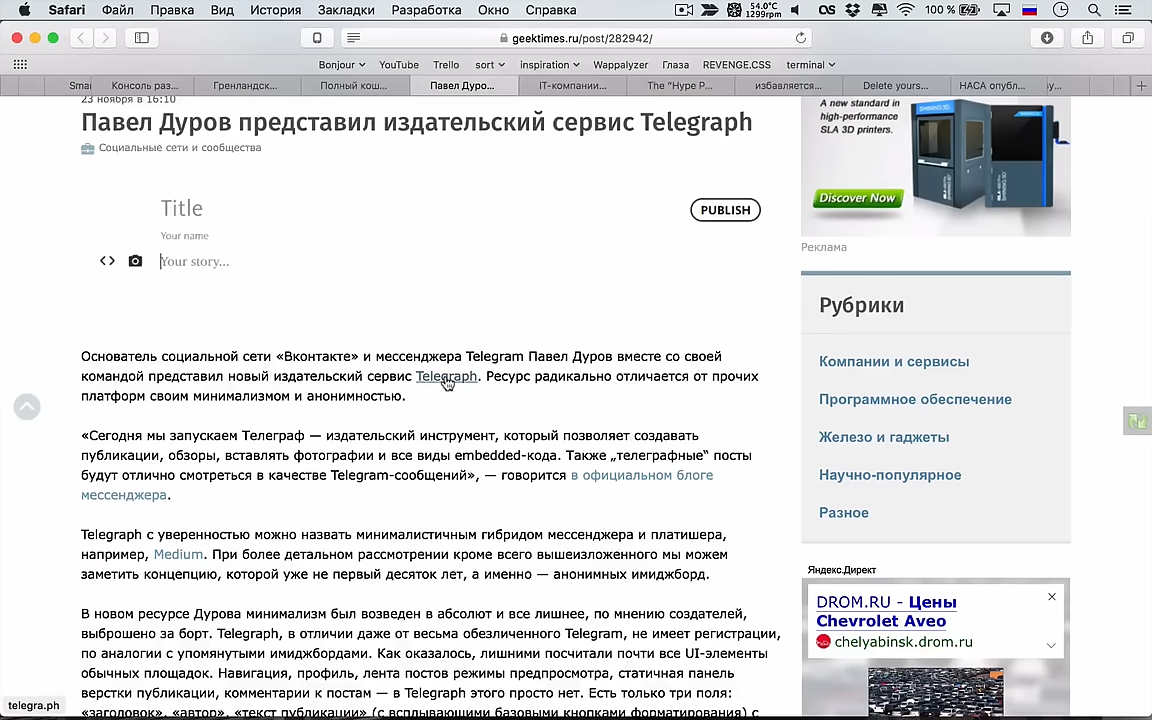 Safari Файл Правка Вид История Закладки Разработка Окно Справка 54.0°C 1299rpm 100 %
geektimes.ru/post/282942/
Bonjour YouTube Trello sort inspiration Wappalyzer Глаза REVENGE.CSS terminal
Smai Консоль раз... Гренландск... Полный кош... Павел Дуро... IT-компании... The "Hype P... избавляется... Delete yours... НАСА опубл...
23 ноября в 16:10
Павел Дуров представил издательский сервис Telegraph
Социальные сети и сообщества
Title
PUBLISH
Your name
Your story...
Основатель социальной сети «Вконтакте» и мессенджера Telegram Павел Дуров вместе со своей
командой представил новый издательский сервис Telegraph. Ресурс радикально отличается от прочих
платформ своим минимализмом и анонимностью.
«Сегодня мы запускаем Телеграф — издательский инструмент, который позволяет создавать
публикации, обзоры, вставлять фотографии и все виды embedded-кода. Также „телеграфные“ посты
будут отлично смотреться в качестве Telegram-сообщений», — говорится в официальном блоге
мессенджера.
Telegraph с уверенностью можно назвать минималистичным гибридом мессенджера и платишера,
например, Medium. При более детальном рассмотрении кроме всего вышеизложенного мы можем
заметить концепцию, которой уже не первый десяток лет, а именно — анонимных имиджборд.
В новом ресурсе Дурова минимализм был возведен в абсолют и все лишнее, по мнению создателей,
выброшено за борт. Telegraph, в отличии даже от весьма обезличенного Telegram, не имеет регистрации,
по аналогии с упомянутыми имиджбордами. Как оказалось, лишними посчитали почти все UI-элементы
обычных площадок. Навигация, профиль, лента постов режимы предпросмотра, статичная панель
верстки публикации, комментарии к постам — в Telegraph этого просто нет. Есть только три поля:
«заголовок», «автор», «текст публикации» (с всплывающими базовыми кнопками форматирования) с
telegra.ph
A new standard in
high-performance
SLA 3D printers.
SHINING 3D
Discover Now
Реклама
Рубрики
Компании и сервисы
Программное обеспечение
Железо и гаджеты
Научно-популярное
Разное
Яндекс.Директ
DROM.RU - Цены
Chevrolet Aveo
chelyabinsk.drom.ru